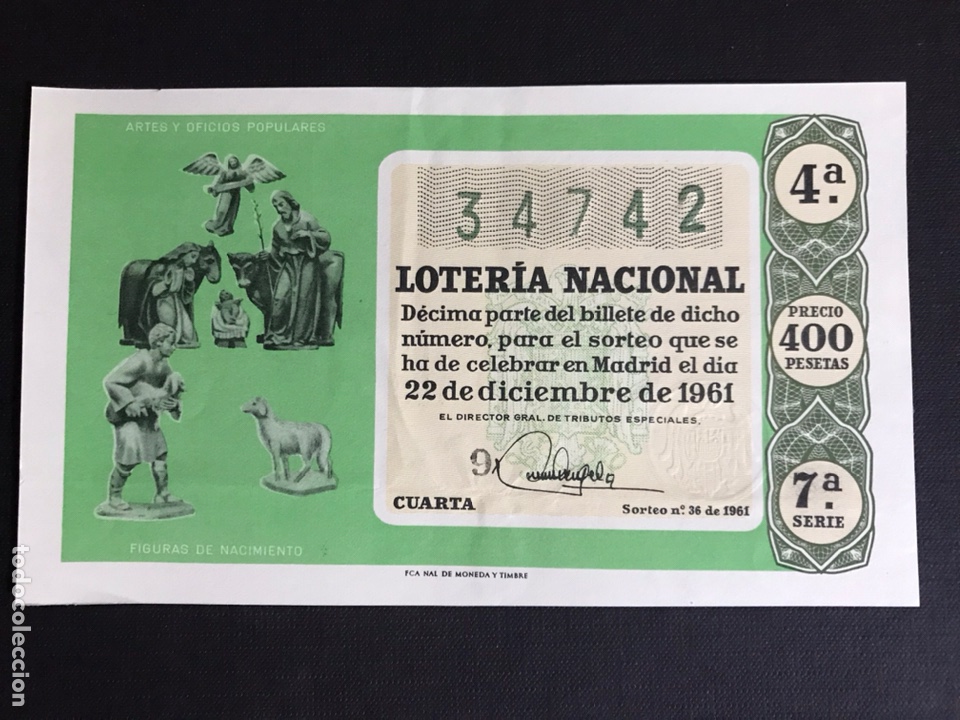 ARTES Y OFICIOS POPULARES
FIGURAS DE NACIMIENTO
34742
LOTERÍA NACIONAL
Décima parte del billete de dicho
número, para el sorteo que se
ha de celebrar en Madrid el día
22 de diciembre de 1961
EL DIRECTOR GRAL. DE TRIBUTOS ESPECIALES,
9
CUARTA
Sorteo nº. 36 de 1961
4ª.
PRECIO
400
PESETAS
7ª.
SERIE
FCA NAL DE MONEDA Y TIMBRE
todocoleccion